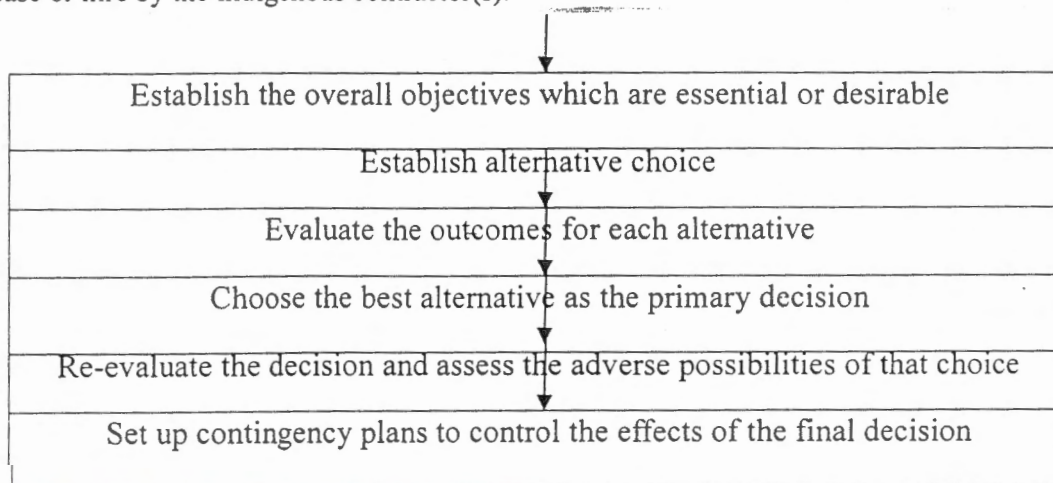 by the
Establish the overall objectives which are essential or desirable
Establish alternative choice
Evaluate the outcomes for each alternative
Choose the best alternative as the primary decision
Re-evaluate the decision and assess the adverse possibilities of that choice
Set up contingency plans to control the effects of the final decision